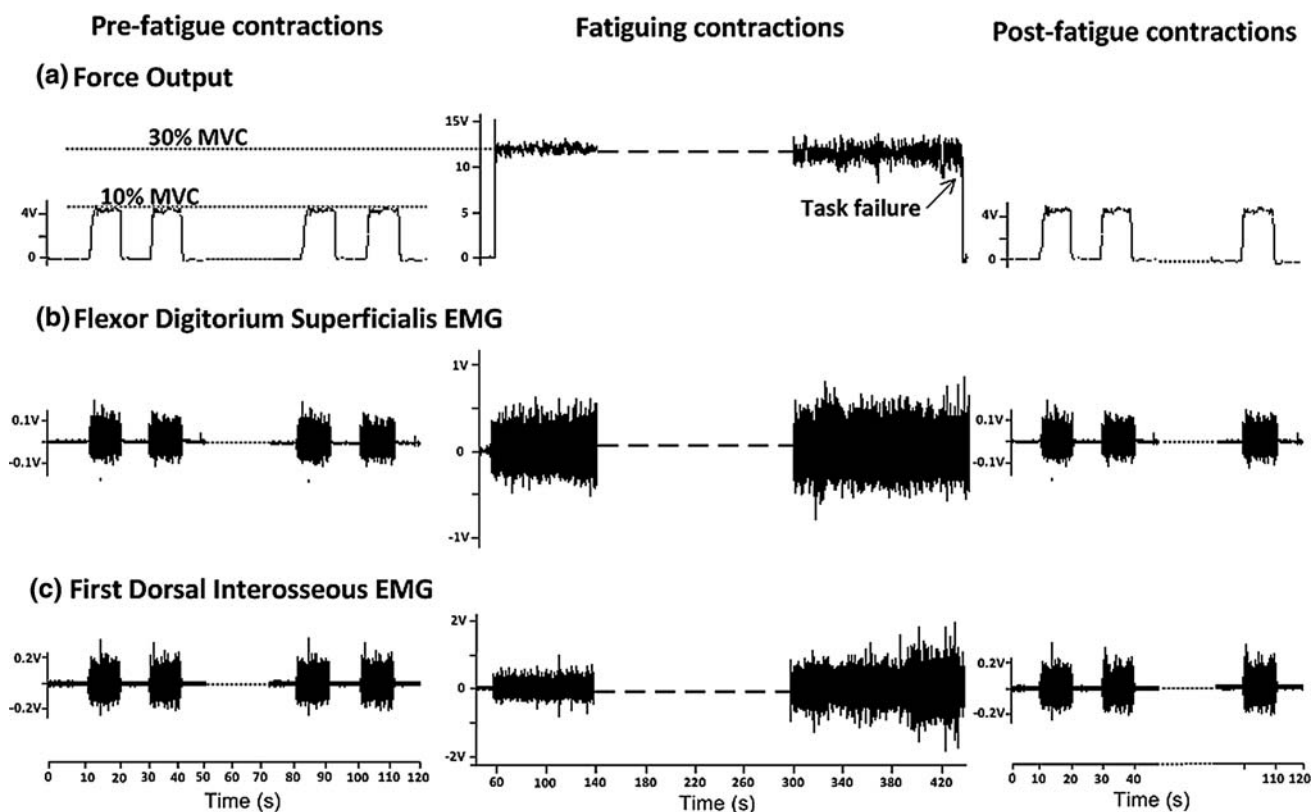 Pre-fatigue contractions
Fatiguing contractions
Post-fatigue contractions
(a) Force Output
30% MVC
10% MVC
4V
0
15V
10
5
0
Task failure
4V
0
(b) Flexor Digitorium Superficialis EMG
0.1V
-0.1V
1V
0
-1V
0.1V
-0.1V
(c) First Dorsal Interosseous EMG
0.2V
-0.2V
2V
0
-2V
0.2V
-0.2V
0 10 20 30 40 50 70 80 90 100 110 120
Time (s)
60 100 140 180 220 260 300 340 380 420
Time (s)
0 10 20 30 40 110 120
Time (s)